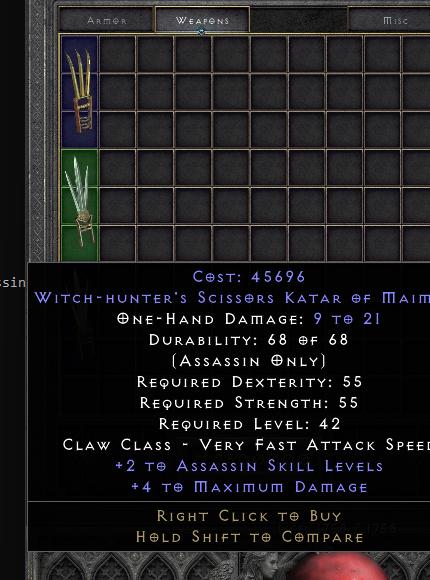 Armor Weapons Misc
ssin
Cost: 45696
Witch-hunter's Scissors Katar of Maim
One-Hand Damage: 9 to 21
Durability: 68 of 68
(Assassin Only)
Required Dexterity: 55
Required Strength: 55
Required Level: 42
Claw Class - Very Fast Attack Speed
+2 to Assassin Skill Levels
+4 to Maximum Damage
Right Click to Buy
Hold Shift to Compare